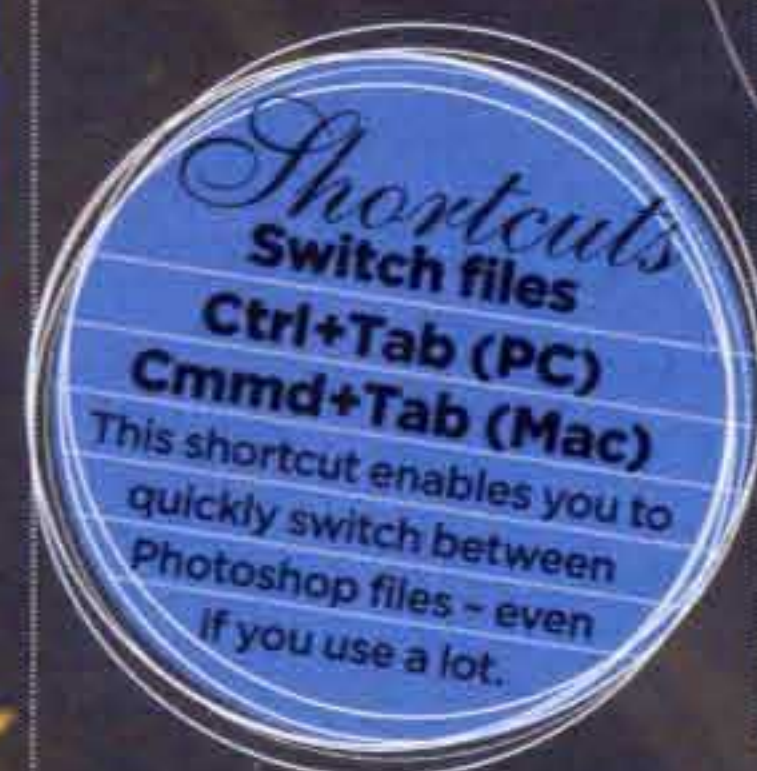 Shortcuts
Switch files
Ctrl+Tab (PC)
Cmmd+Tab (Mac)
This shortcut enables you to
quickly switch between
Photoshop files – even
if you use a lot.